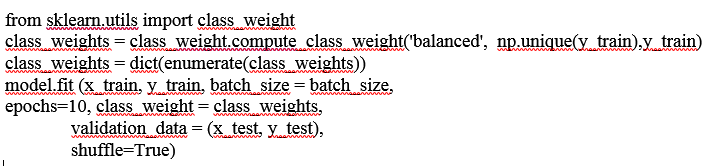 from sklearn.utils import class_weight
class_weights = class_weight.compute_class_weight('balanced', np.unique(y_train),y_train)
class_weights = dict(enumerate(class_weights))
model.fit (x_train, y_train, batch_size = batch_size,
epochs=10, class_weight = class_weights,
validation_data = (x_test, y_test),
shuffle=True)